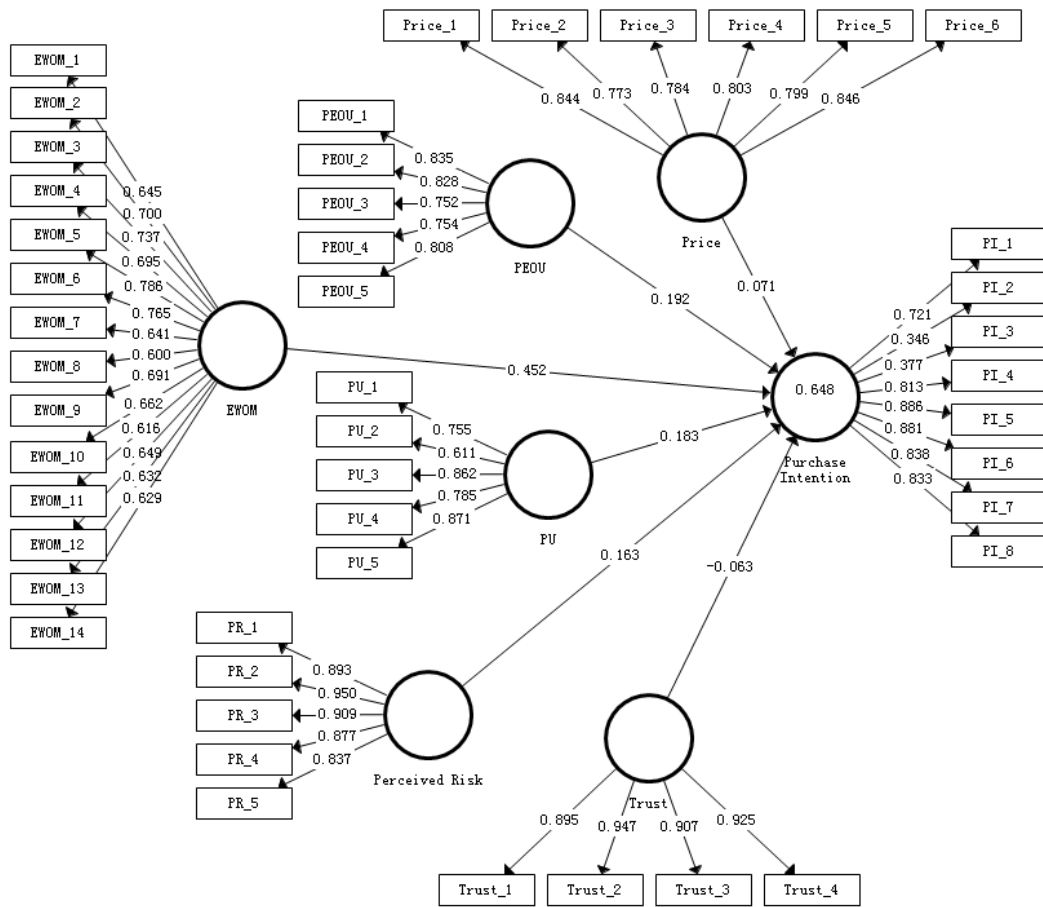 Price_1
Price_2
Price_3
Price_4
Price_5
Price_6
0.844
0.773
0.784
0.803
0.799
0.846
Price
0.071
EWOM_1
EWOM_2
EWOM_3
EWOM_4
EWOM_5
EWOM_6
EWOM_7
EWOM_8
EWOM_9
EWOM_10
EWOM_11
EWOM_12
EWOM_13
EWOM_14
0.645
0.700
0.737
0.695
0.786
0.765
0.641
0.600
0.691
0.662
0.616
0.649
0.632
0.629
EWOM
0.452
PEOU_1
PEOU_2
PEOU_3
PEOU_4
PEOU_5
0.835
0.828
0.752
0.754
0.808
PEOU
0.192
PU_1
PU_2
PU_3
PU_4
PU_5
0.755
0.611
0.862
0.785
0.871
PU
0.183
0.648
Purchase
Intention
0.721
0.346
0.377
0.813
0.886
0.881
0.838
0.833
PI_1
PI_2
PI_3
PI_4
PI_5
PI_6
PI_7
PI_8
PR_1
PR_2
PR_3
PR_4
PR_5
0.893
0.950
0.909
0.877
0.837
Perceived Risk
0.163
-0.063
Trust
0.895
0.947
0.907
0.925
Trust_1
Trust_2
Trust_3
Trust_4